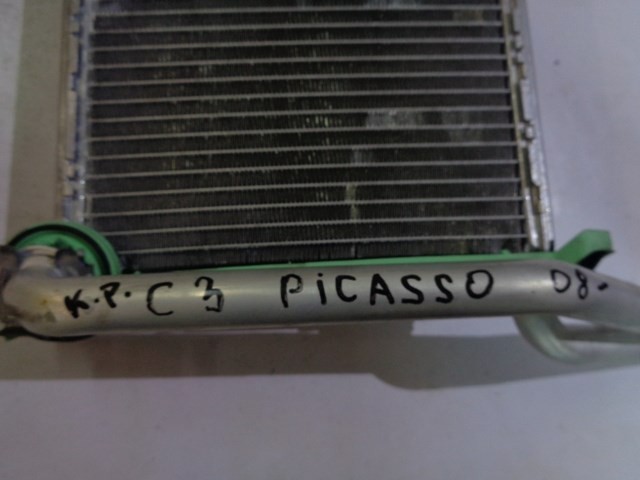 K.P. C3 PiCASSO 08-